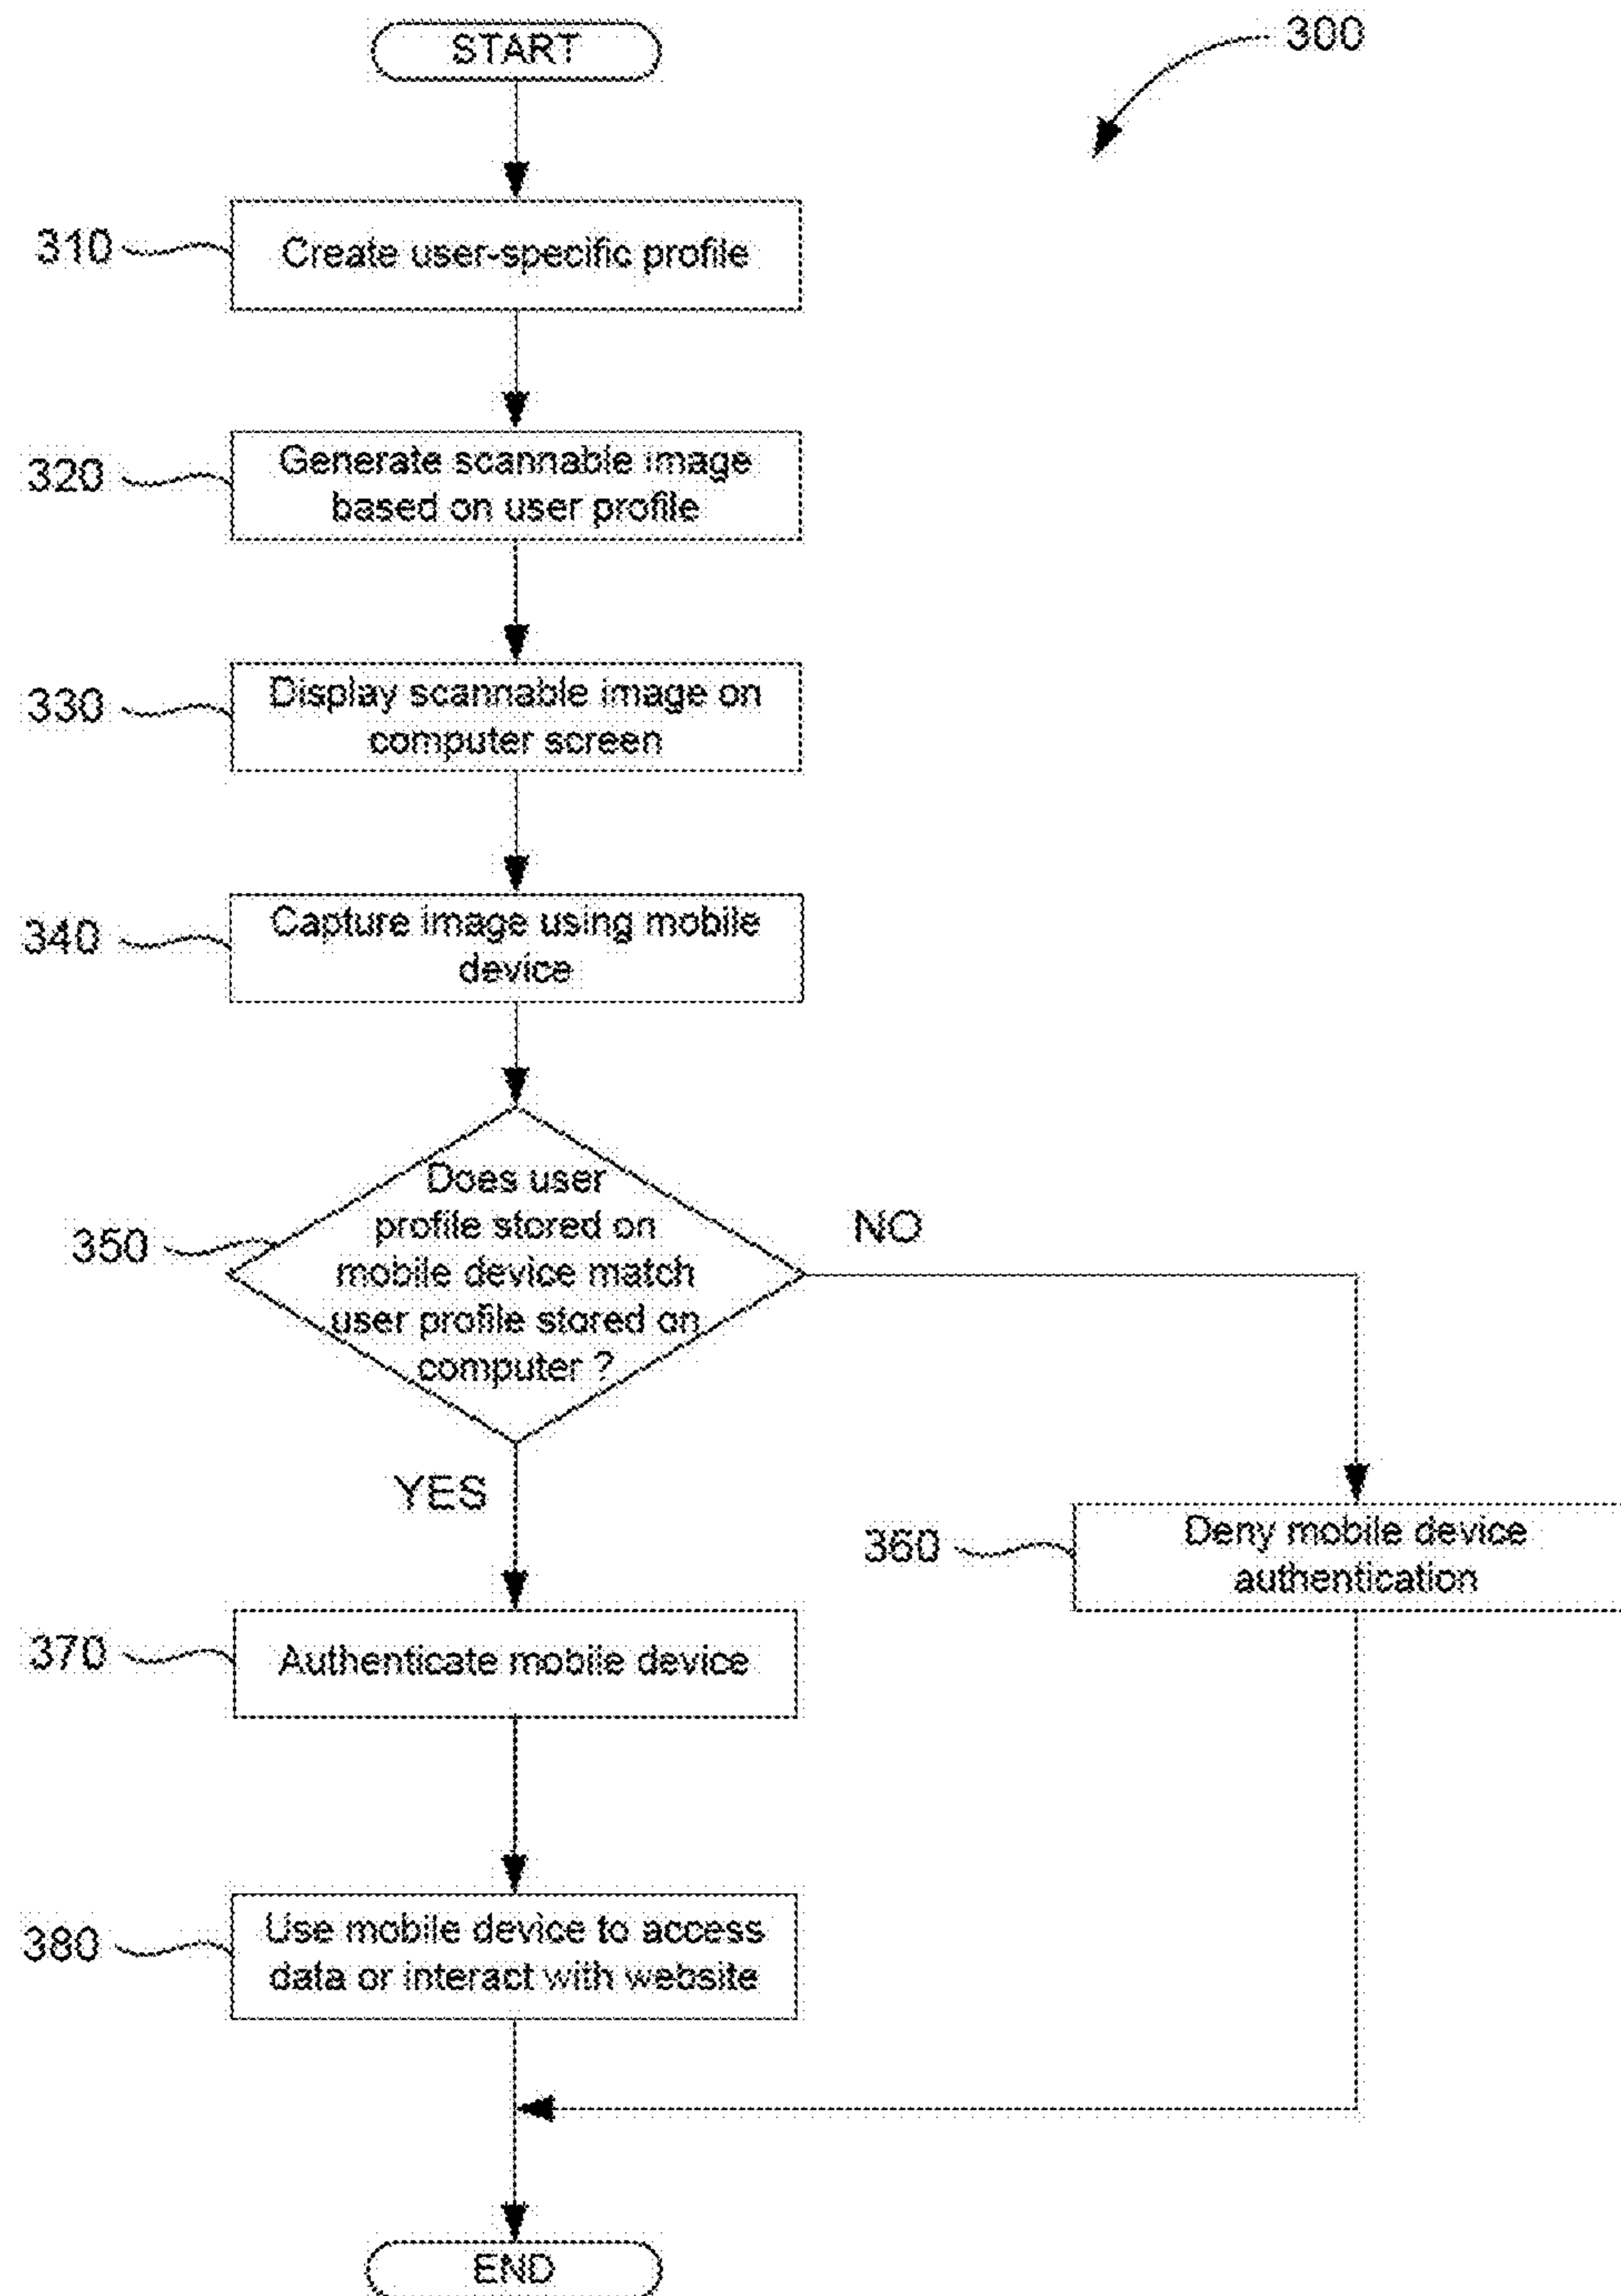 START
300
310
Create user-specific profile
320
Generate scannable image
based on user profile
330
Display scannable image on
computer screen
340
Capture image using mobile
device
350
Does user
profile stored on
mobile device match
user profile stored on
computer ?
NO
YES
360
Deny mobile device
authentication
370
Authenticate mobile device
380
Use mobile device to access
data or interact with website
END